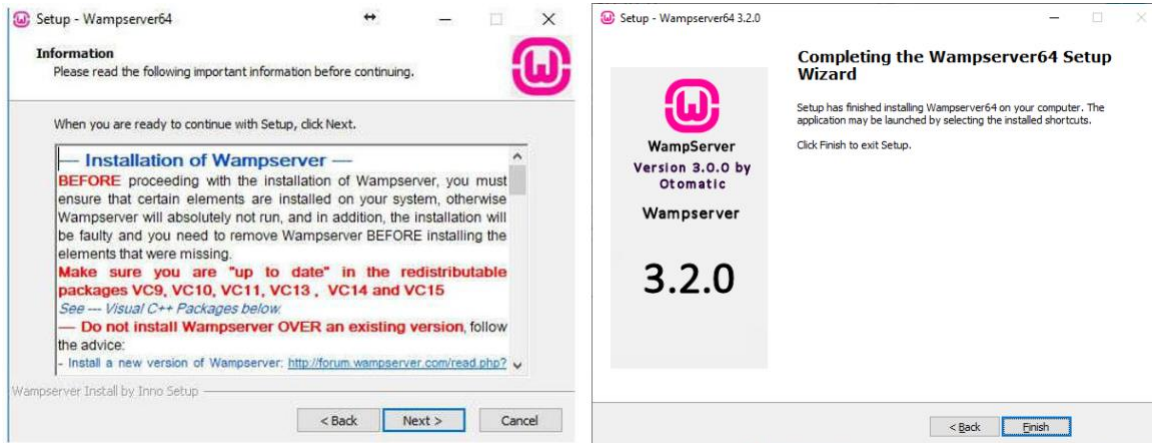 Setup - Wampserver64
Information
Please read the following important information before continuing.
When you are ready to continue with Setup, click Next.
— Installation of Wampserver —
BEFORE proceeding with the installation of Wampserver, you must
ensure that certain elements are installed on your system, otherwise
Wampserver will absolutely not run, and in addition, the installation will
be faulty and you need to remove Wampserver BEFORE installing the
elements that were missing.
Make sure you are "up to date" in the redistributable
packages VC9, VC10, VC11, VC13 , VC14 and VC15
See --- Visual C++ Packages below.
— Do not install Wampserver OVER an existing version, follow
the advice:
- Install a new version of Wampserver: http://forum.wampserver.com/read.php?
Wampserver Install by Inno Setup
< Back
Next >
Cancel
Setup - Wampserver64 3.2.0
Completing the Wampserver64 Setup
Wizard
Setup has finished installing Wampserver64 on your computer. The
application may be launched by selecting the installed shortcuts.
Click Finish to exit Setup.
WampServer
Version 3.0.0 by
Otomatic
Wampserver
3.2.0
< Back
Finish